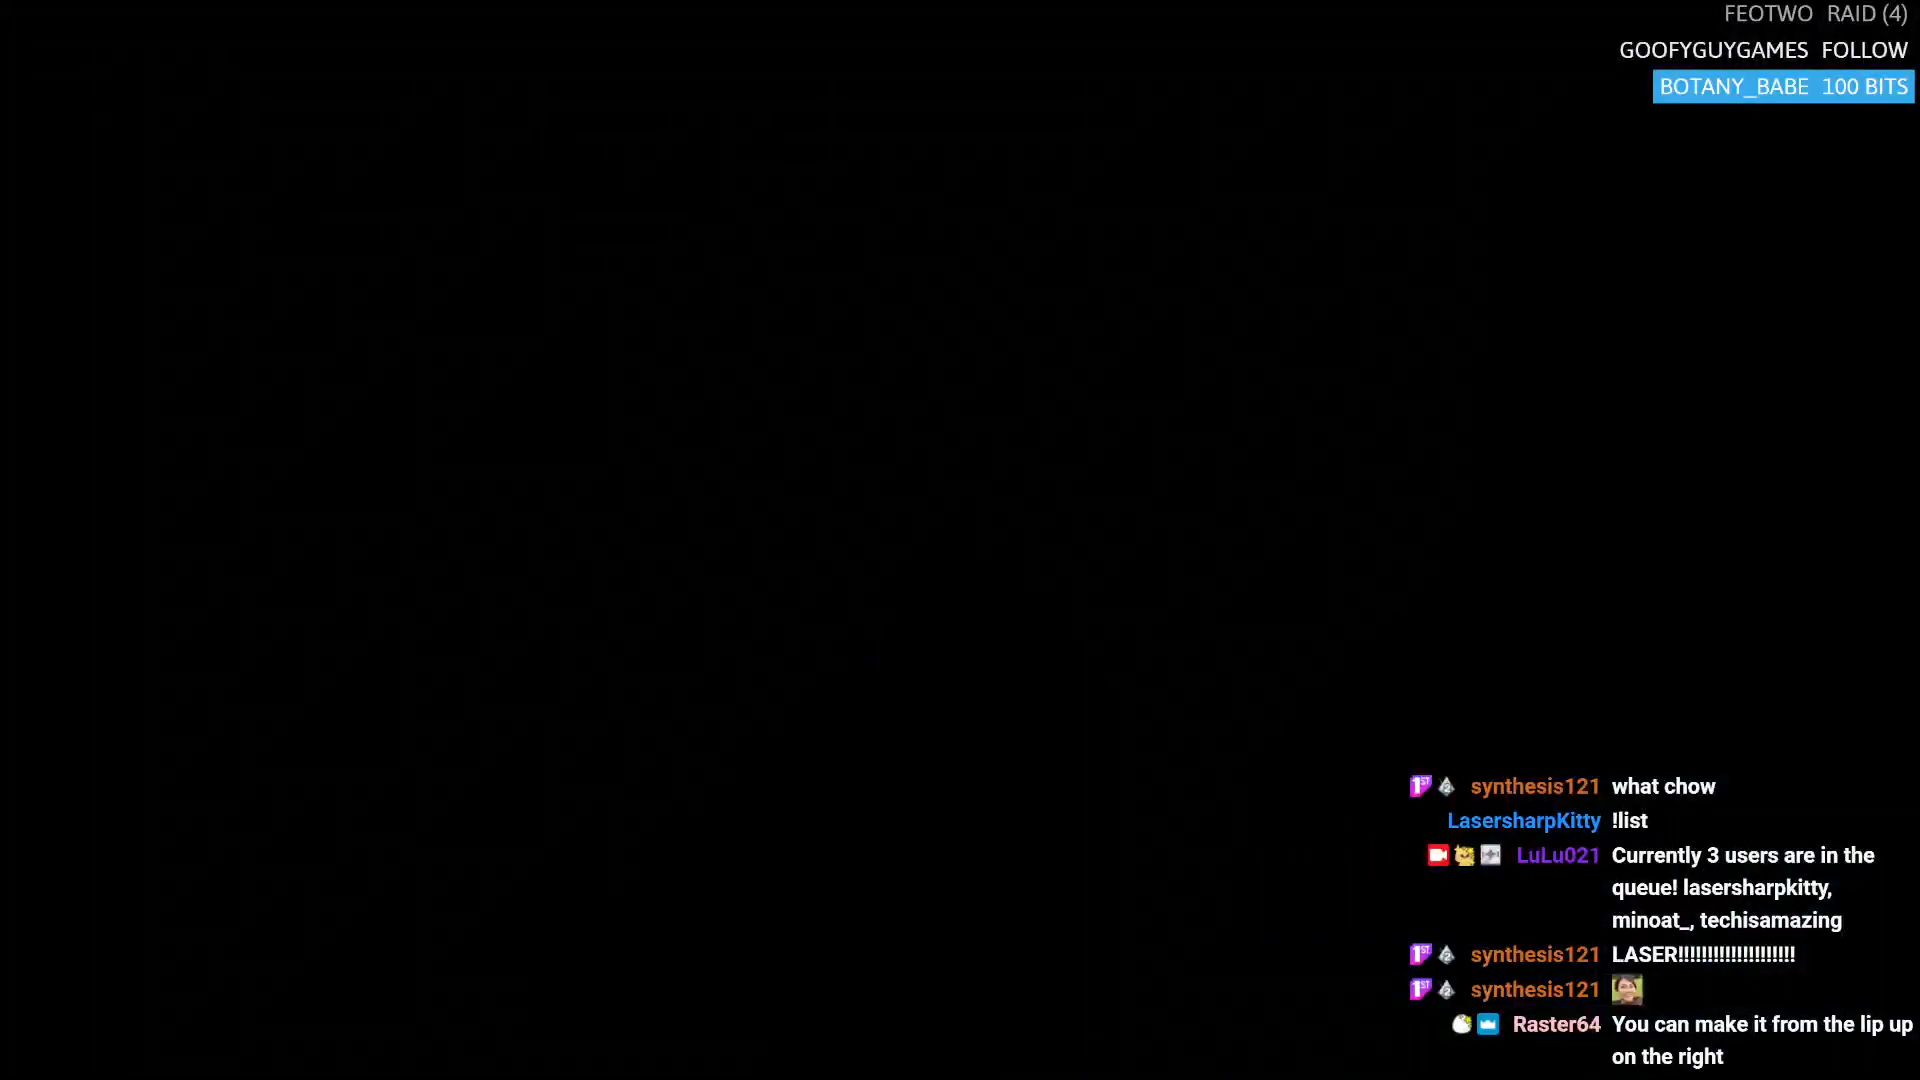 FEOTWO RAID (4)
GOOFYGUYGAMES FOLLOW
BOTANY_BABE 100 BITS
synthesis121 what chow
LasersharpKitty !list
LuLu021 Currently 3 users are in the
queue! lasersharpkitty,
minoat_, techisamazing
synthesis121 LASER!!!!!!!!!!!!!!!!!!!!
synthesis121
Raster64 You can make it from the lip up
on the right